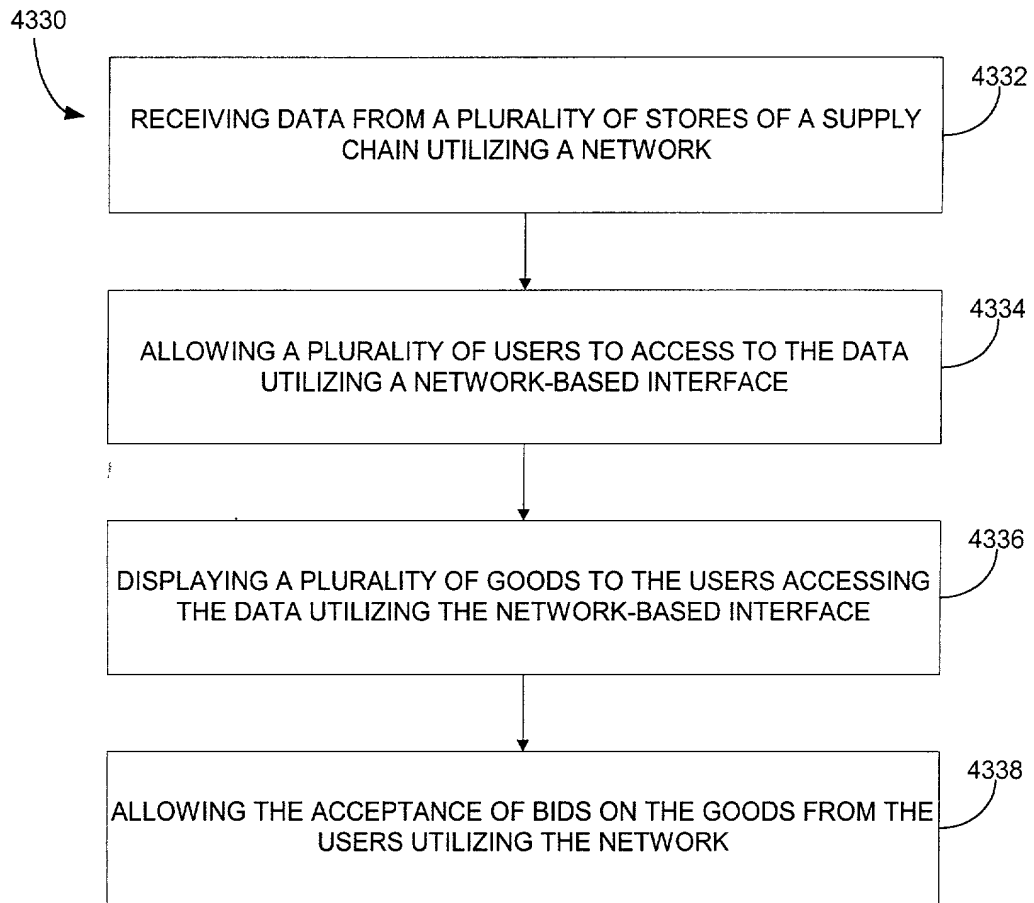 4330
RECEIVING DATA FROM A PLURALITY OF STORES OF A SUPPLY
CHAIN UTILIZING A NETWORK
4332
ALLOWING A PLURALITY OF USERS TO ACCESS TO THE DATA
UTILIZING A NETWORK-BASED INTERFACE
4334
DISPLAYING A PLURALITY OF GOODS TO THE USERS ACCESSING
THE DATA UTILIZING THE NETWORK-BASED INTERFACE
4336
ALLOWING THE ACCEPTANCE OF BIDS ON THE GOODS FROM THE
USERS UTILIZING THE NETWORK
4338